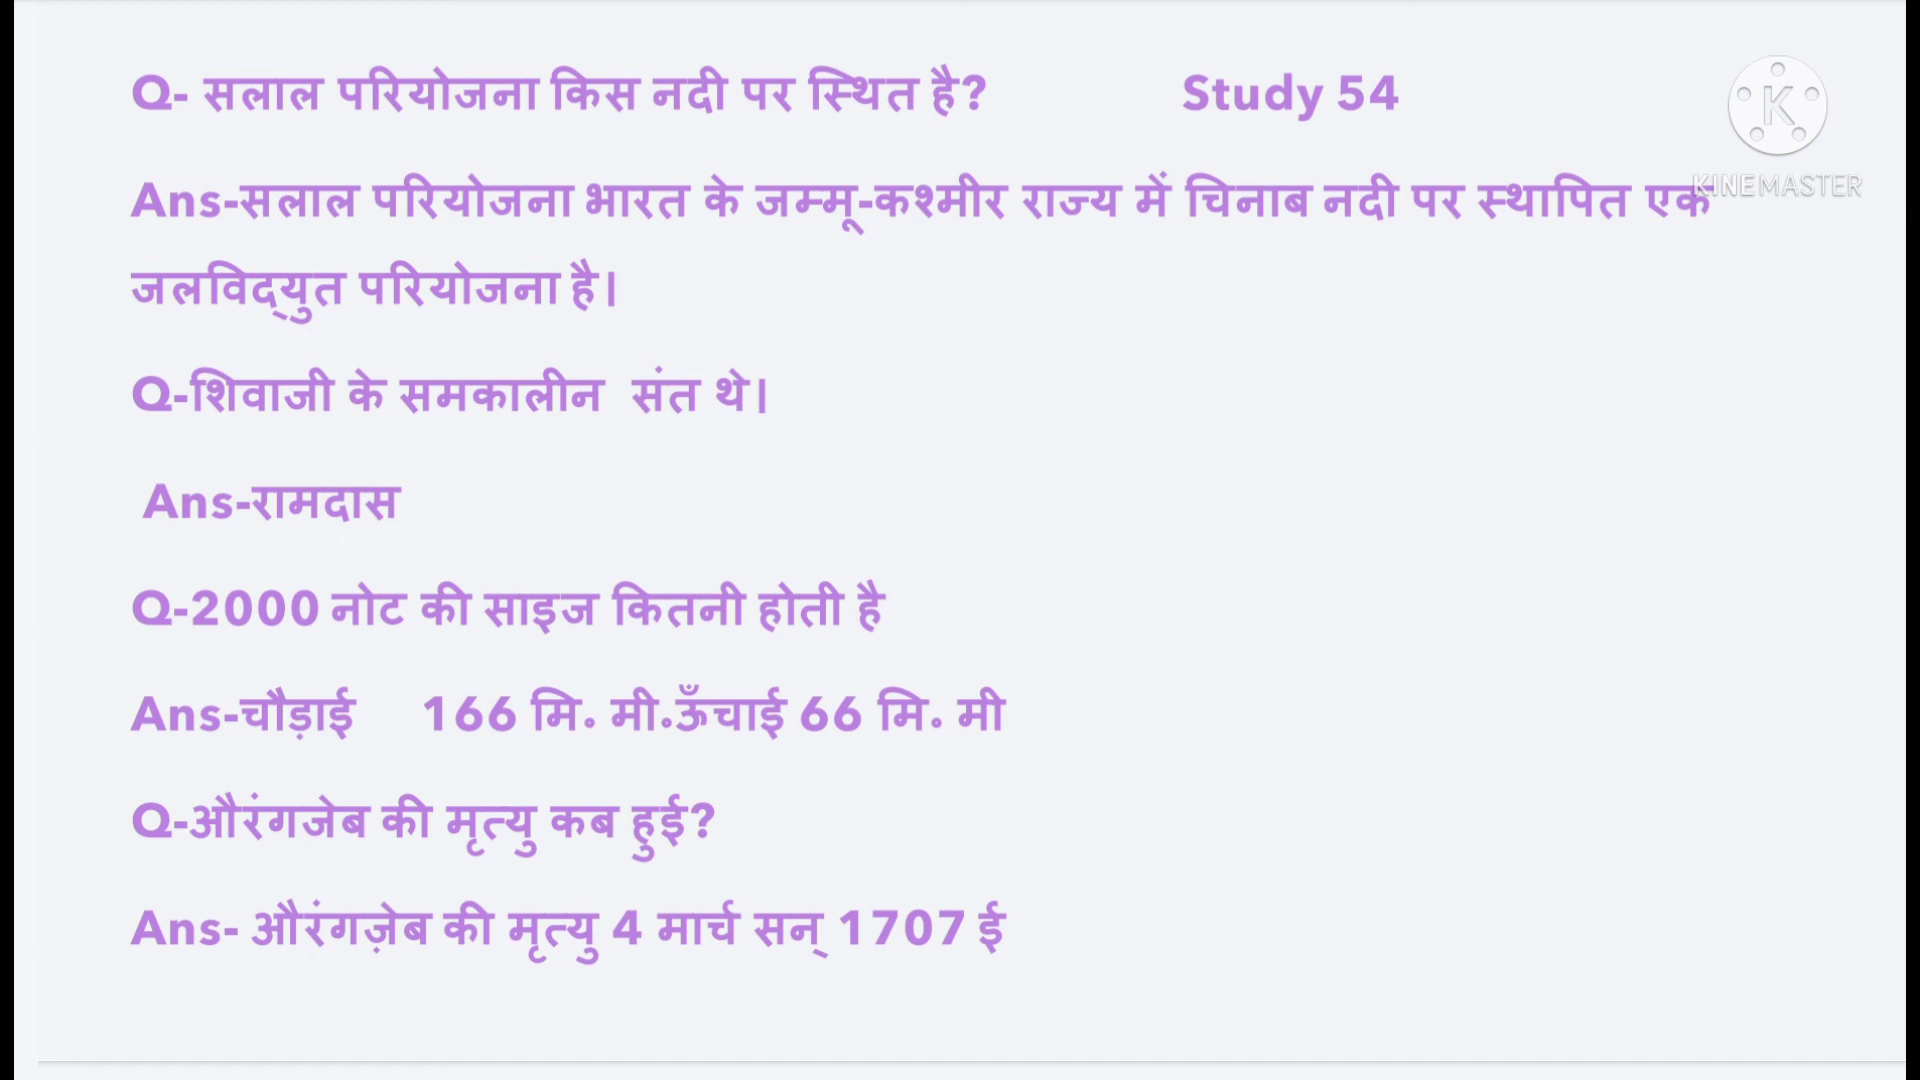 Q- सलाल परियोजना किस नदी पर स्थित है? Study 54
KINEMASTER
Ans-सलाल परियोजना भारत के जम्मू-कश्मीर राज्य में चिनाब नदी पर स्थापित एक
जलविद्युत परियोजना है।
Q-शिवाजी के समकालीन संत थे।
Ans-रामदास
Q-2000 नोट की साइज कितनी होती है
Ans-चौड़ाई 166 मि. मी.ऊँचाई 66 मि. मी
Q-औरंगजेब की मृत्यु कब हुई?
Ans- औरंगज़ेब की मृत्यु 4 मार्च सन् 1707 ई